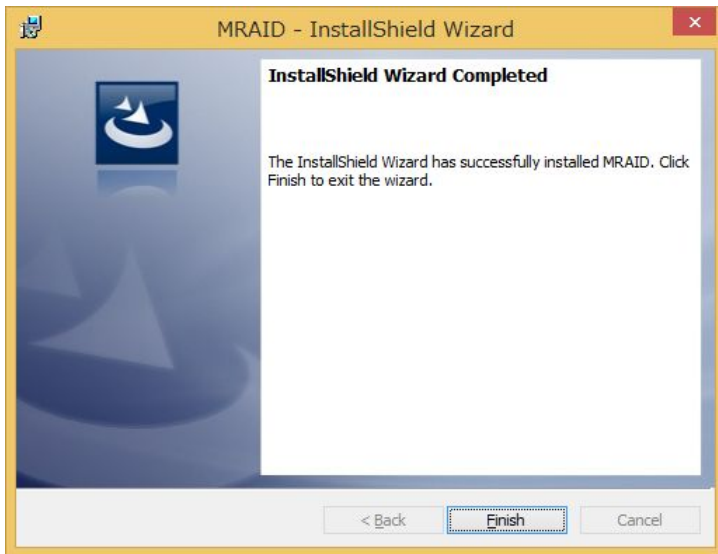 MRAID - InstallShield Wizard
InstallShield Wizard Completed
The InstallShield Wizard has successfully installed MRAID. Click
Finish to exit the wizard.
< Back
Finish
Cancel